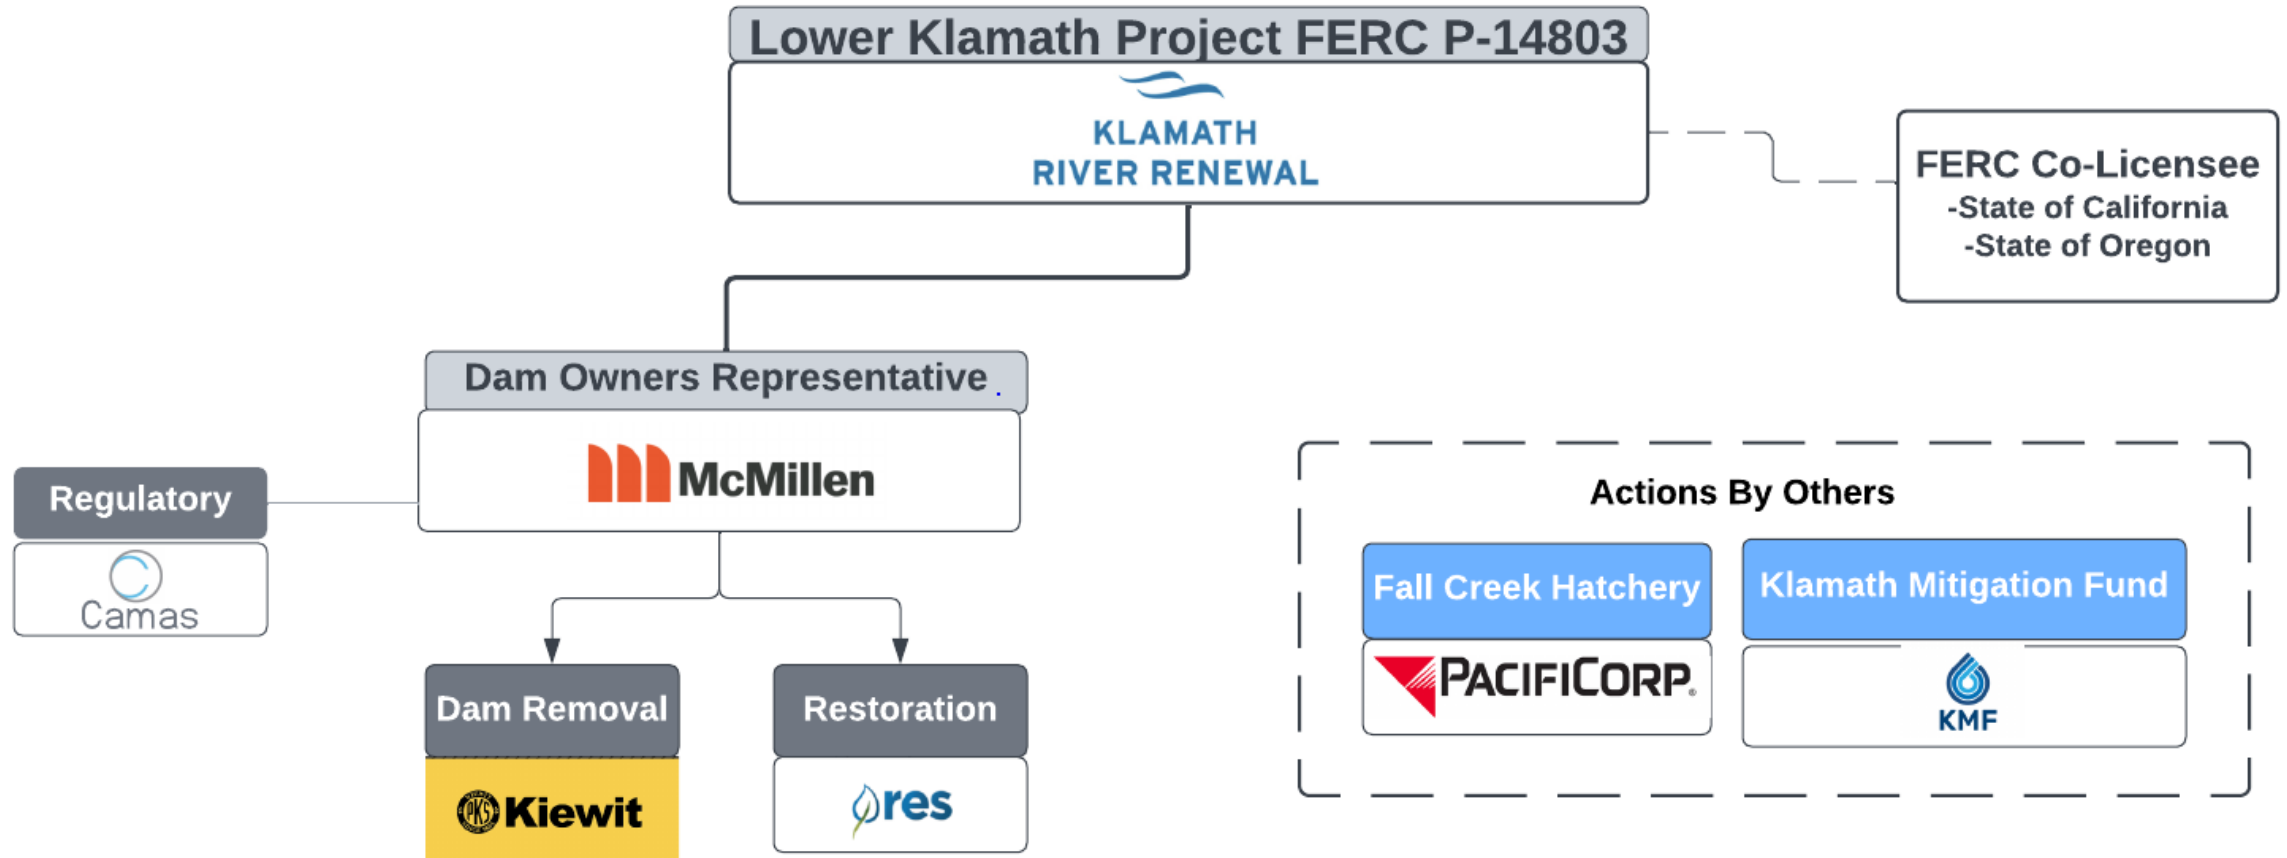 Lower Klamath Project FERC P-14803
KLAMATH
RIVER RENEWAL
FERC Co-Licensee
-State of California
-State of Oregon
Dam Owners Representative .
McMillen
Regulatory
Camas
Dam Removal
PKS Kiewit
Restoration
res
Actions By Others
Fall Creek Hatchery
PACIFICORP
Klamath Mitigation Fund
KMF